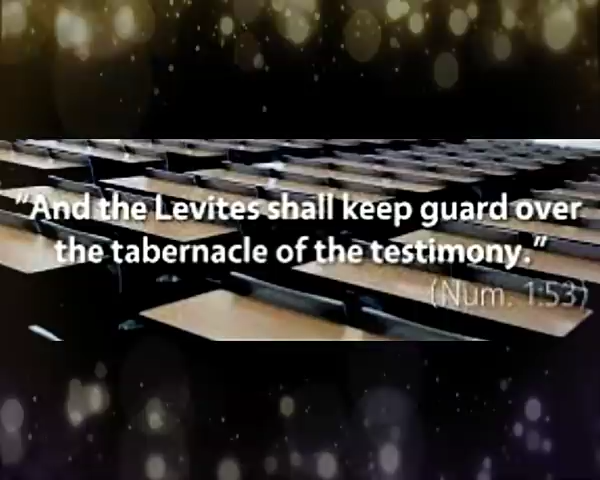 “And the Levites shall keep guard over
the tabernacle of the testimony.”
(Num. 1:53)